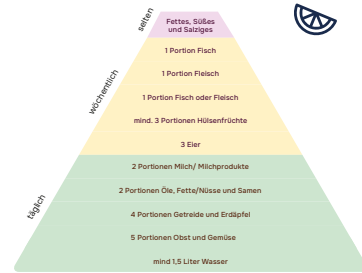 selten
Fettes, Süßes
und Salziges
wöchentlich
1 Portion Fisch
1 Portion Fleisch
1 Portion Fisch oder Fleisch
mind. 3 Portionen Hülsenfrüchte
3 Eier
täglich
2 Portionen Milch/ Milchprodukte
2 Portionen Öle, Fette/Nüsse und Samen
4 Portionen Getreide und Erdäpfel
5 Portionen Obst und Gemüse
mind 1,5 Liter Wasser